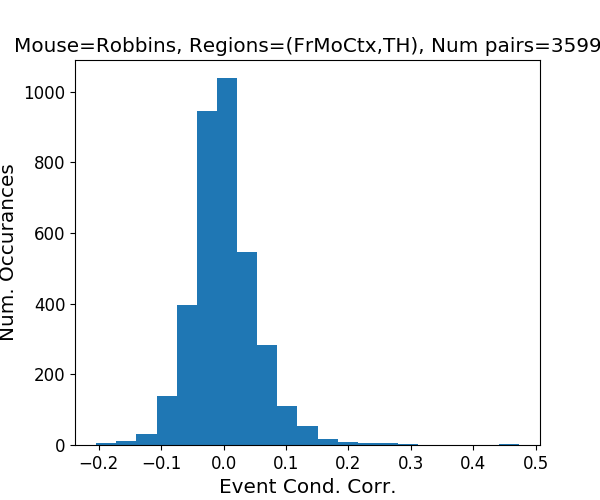 Mouse=Robbins, Regions=(FrMoCtx,TH), Num pairs=3599
1000
800
600
400
200
0
Num. Occurances
−0.2 −0.1 0.0 0.1 0.2 0.3 0.4 0.5
Event Cond. Corr.